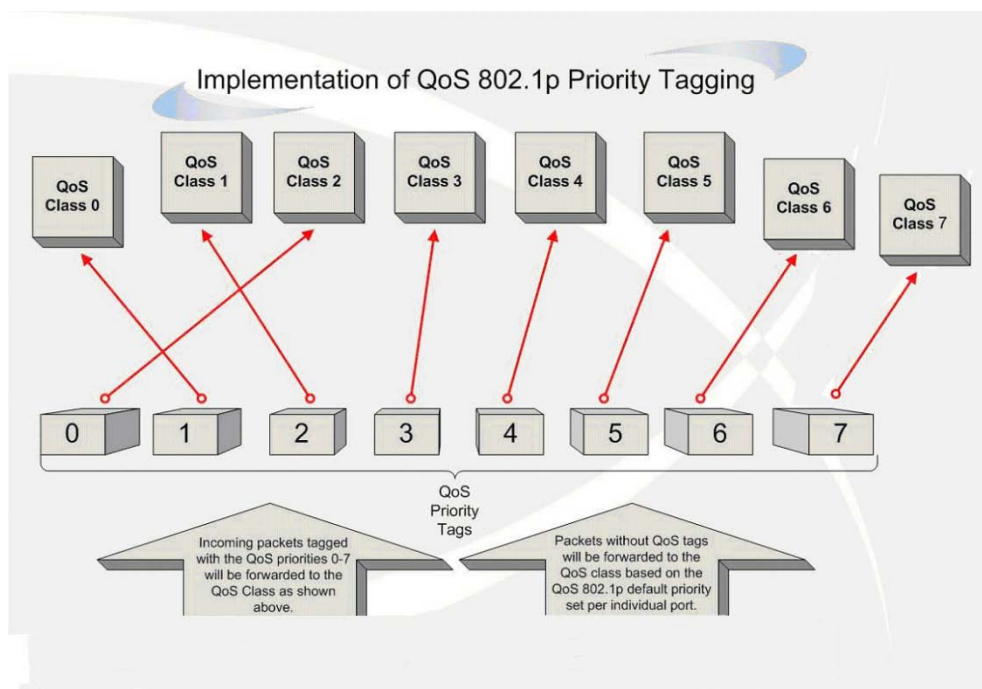 Implementation of QoS 802.1p Priority Tagging
QoS
Class 0
QoS
Class 1
QoS
Class 2
QoS
Class 3
QoS
Class 4
QoS
Class 5
QoS
Class 6
QoS
Class 7
0
1
2
3
4
5
6
7
QoS
Priority
Tags
Incoming packets tagged
with the QoS priorities 0-7
will be forwarded to the
QoS Class as shown
above.
Packets without QoS tags
will be forwarded to the
QoS class based on the
QoS 802.1p default priority
set per individual port.